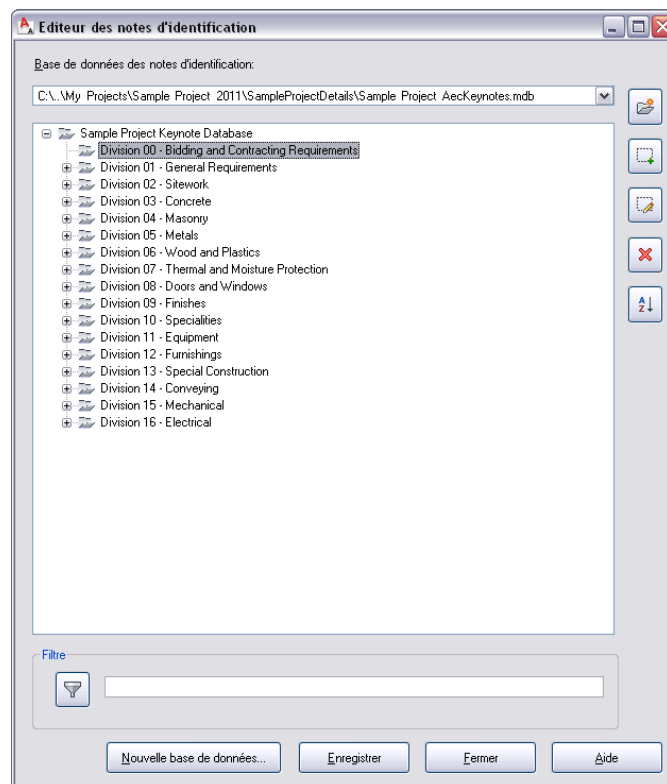 Editeur des notes d'identification
Base de données des notes d'identification:
C:\..\My Projects\Sample Project 2011\SampleProjectDetails\Sample Project AecKeynotes.mdb
Sample Project Keynote Database
Division 00 - Bidding and Contracting Requirements
Division 01 - General Requirements
Division 02 - Sitework
Division 03 - Concrete
Division 04 - Masonry
Division 05 - Metals
Division 06 - Wood and Plastics
Division 07 - Thermal and Moisture Protection
Division 08 - Doors and Windows
Division 09 - Finishes
Division 10 - Specialities
Division 11 - Equipment
Division 12 - Furnishings
Division 13 - Special Construction
Division 14 - Conveying
Division 15 - Mechanical
Division 16 - Electrical
A
Z
Filtre
Nouvelle base de données...
Enregistrer
Fermer
Aide